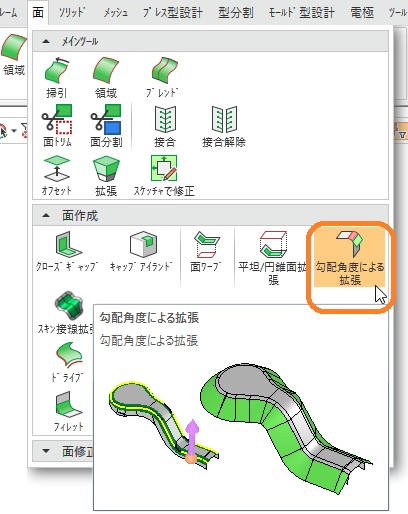 ﾚｰﾑ 面 ｿﾘｯﾄﾞ ﾒｯｼｭ ﾌﾟﾚｽ型設計 型分割 ﾓｰﾙﾄﾞ型設計 電極 ﾂｰﾙ
領域
メインツール
掃引 領域 ﾌﾞﾚﾝﾄﾞ
面ﾄﾘﾑ 面分割 接合 接合解除
ｵﾌｾｯﾄ 拡張 ｽｹｯﾁｬで修正
面作成
ｸﾛｰｽﾞｷﾞｬｯﾌﾟ ｷｬｯﾌﾟｱｲﾗﾝﾄﾞ 面ﾜｰﾌﾟ 平坦/円錐面拡張 勾配角度による拡張
ｽｷﾝ接線拡張
勾配角度による拡張
勾配角度による拡張
ﾄﾞﾗｲﾌﾞ
ﾌｨﾚｯﾄ
面修正